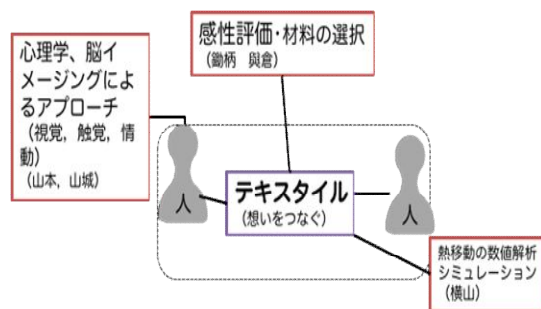 感性評価・材料の選択
(鋤柄 與倉)
心理学、脳イ
メージングによ
るアプローチ
(視覚, 触覚, 情
動)
(山本, 山城)
テキスタイル
(想いをつなぐ)
人
人
熱移動の数値解析
シミュレーション
(横山)